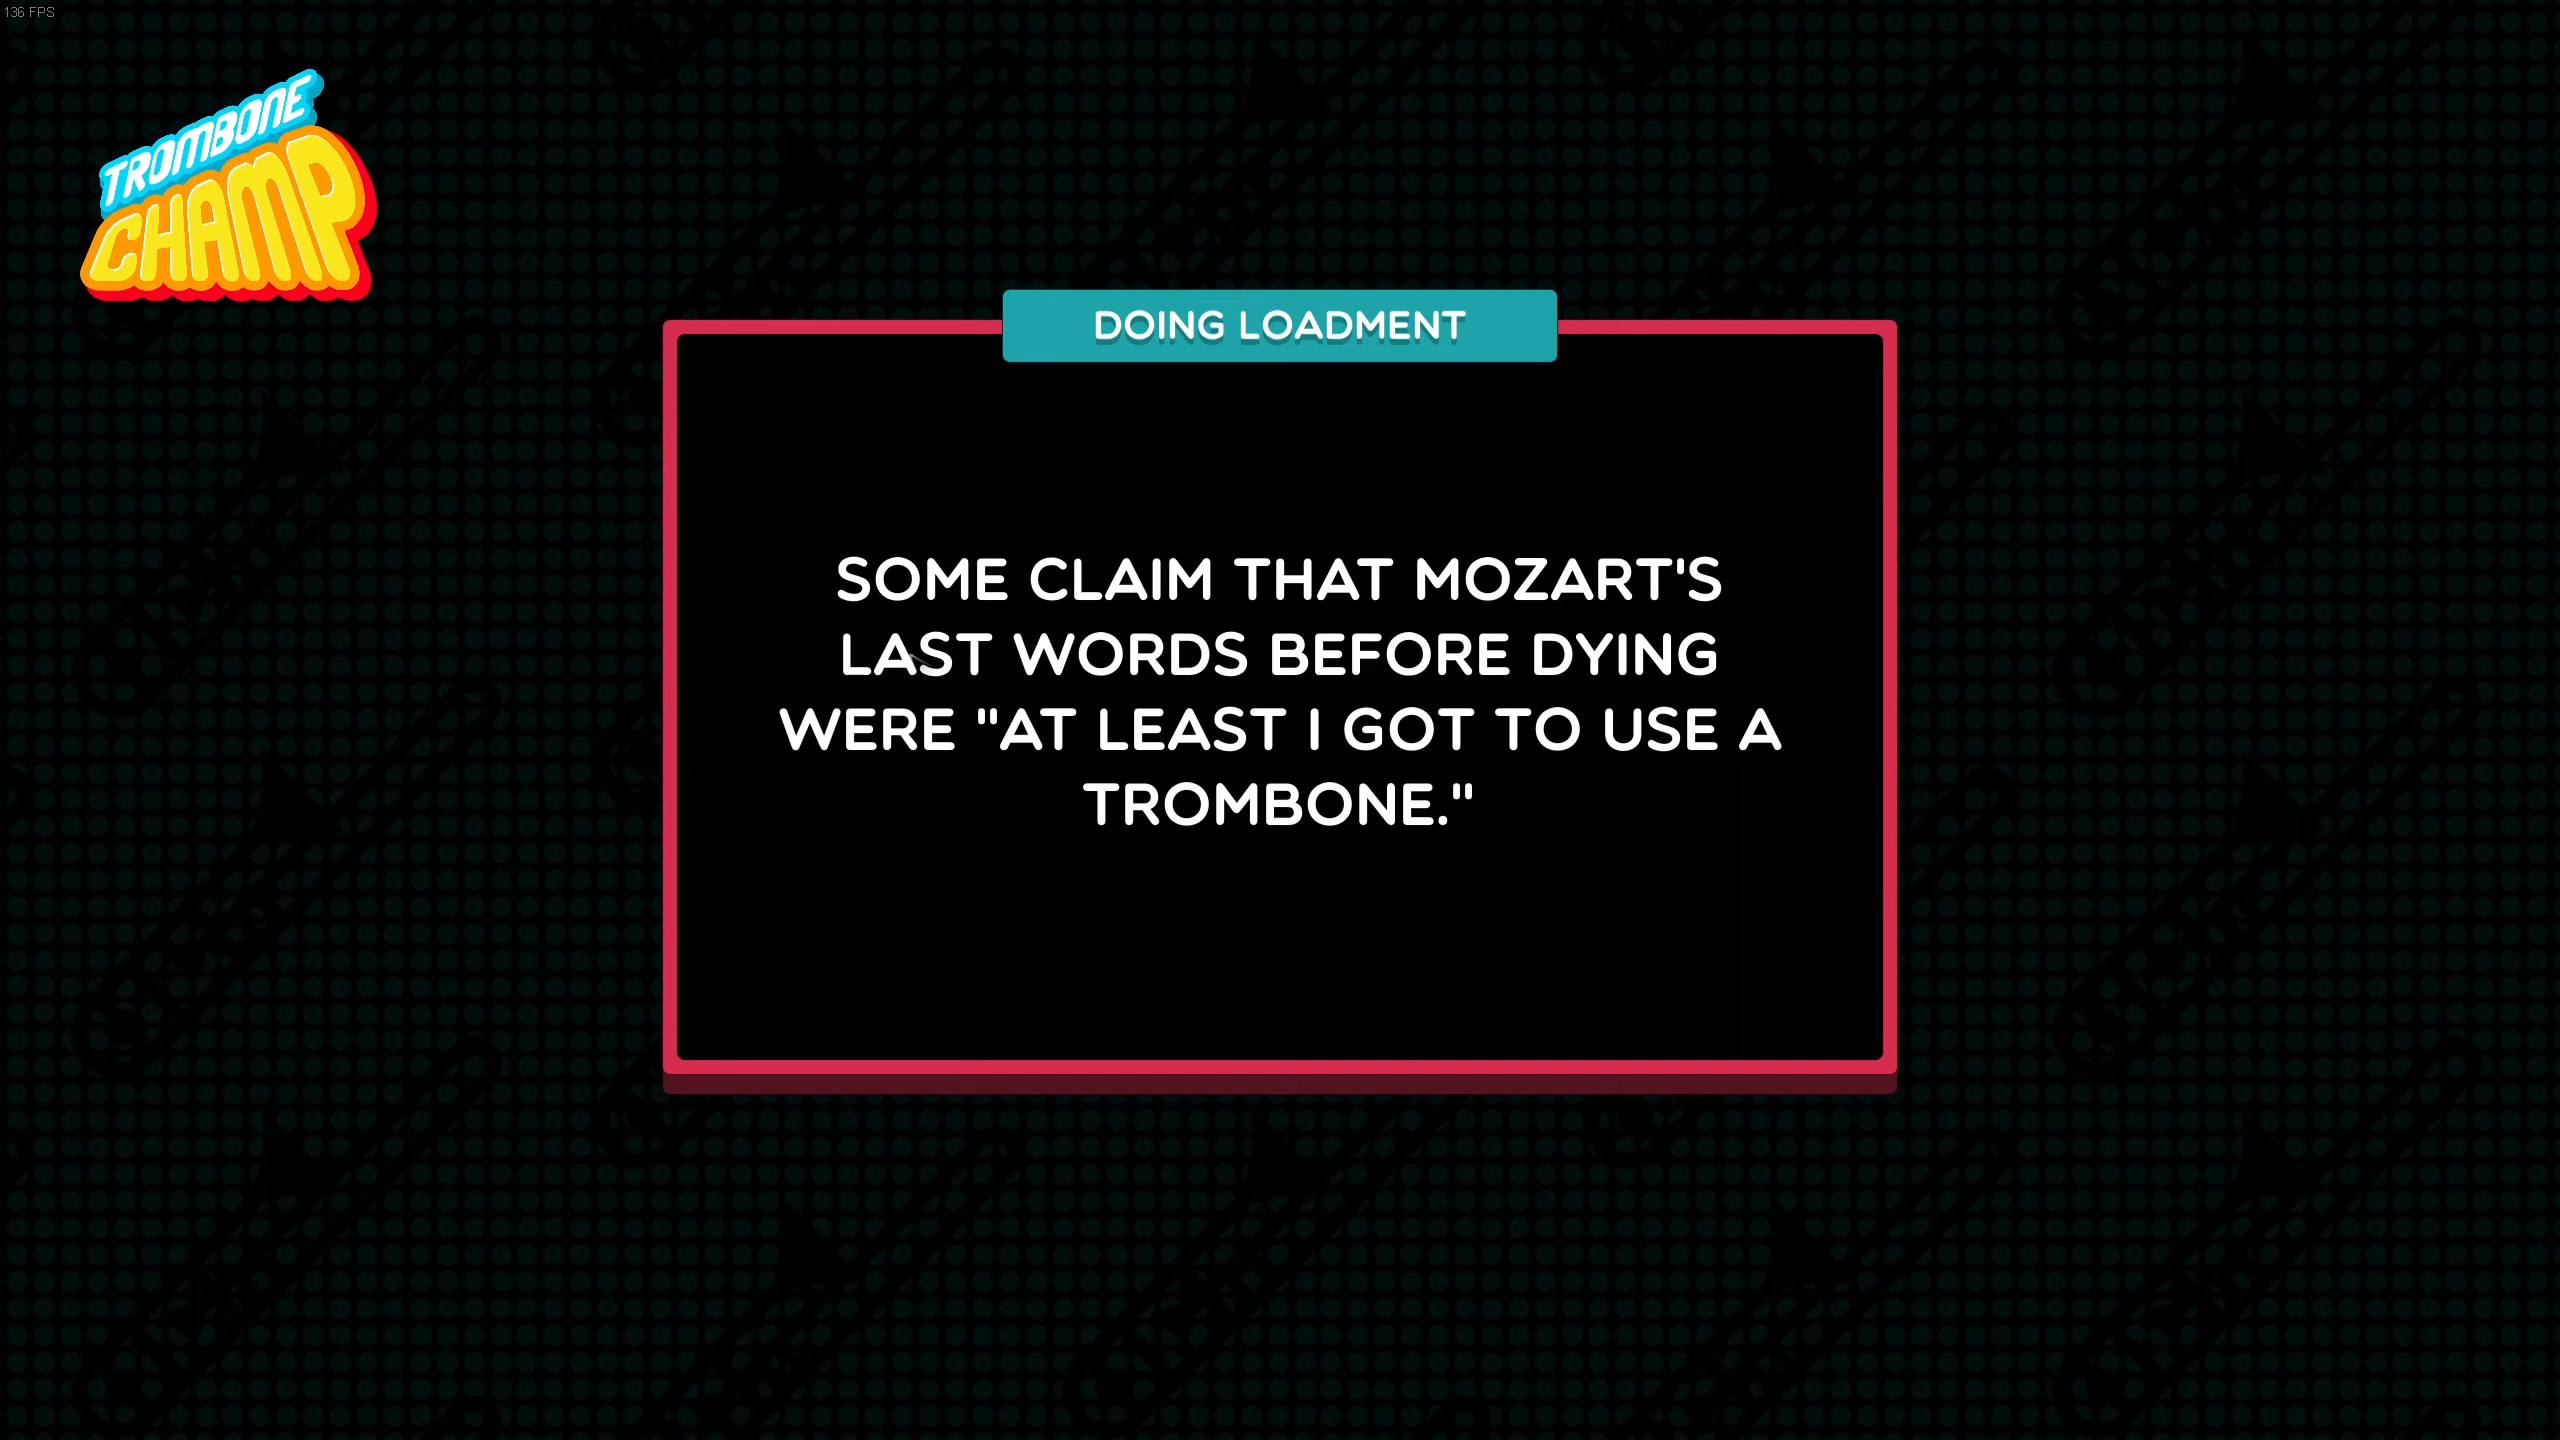 136 FPS
TROMBONE
CHAMP
DOING LOADMENT
SOME CLAIM THAT MOZART'S
LAST WORDS BEFORE DYING
WERE "AT LEAST I GOT TO USE A
TROMBONE."